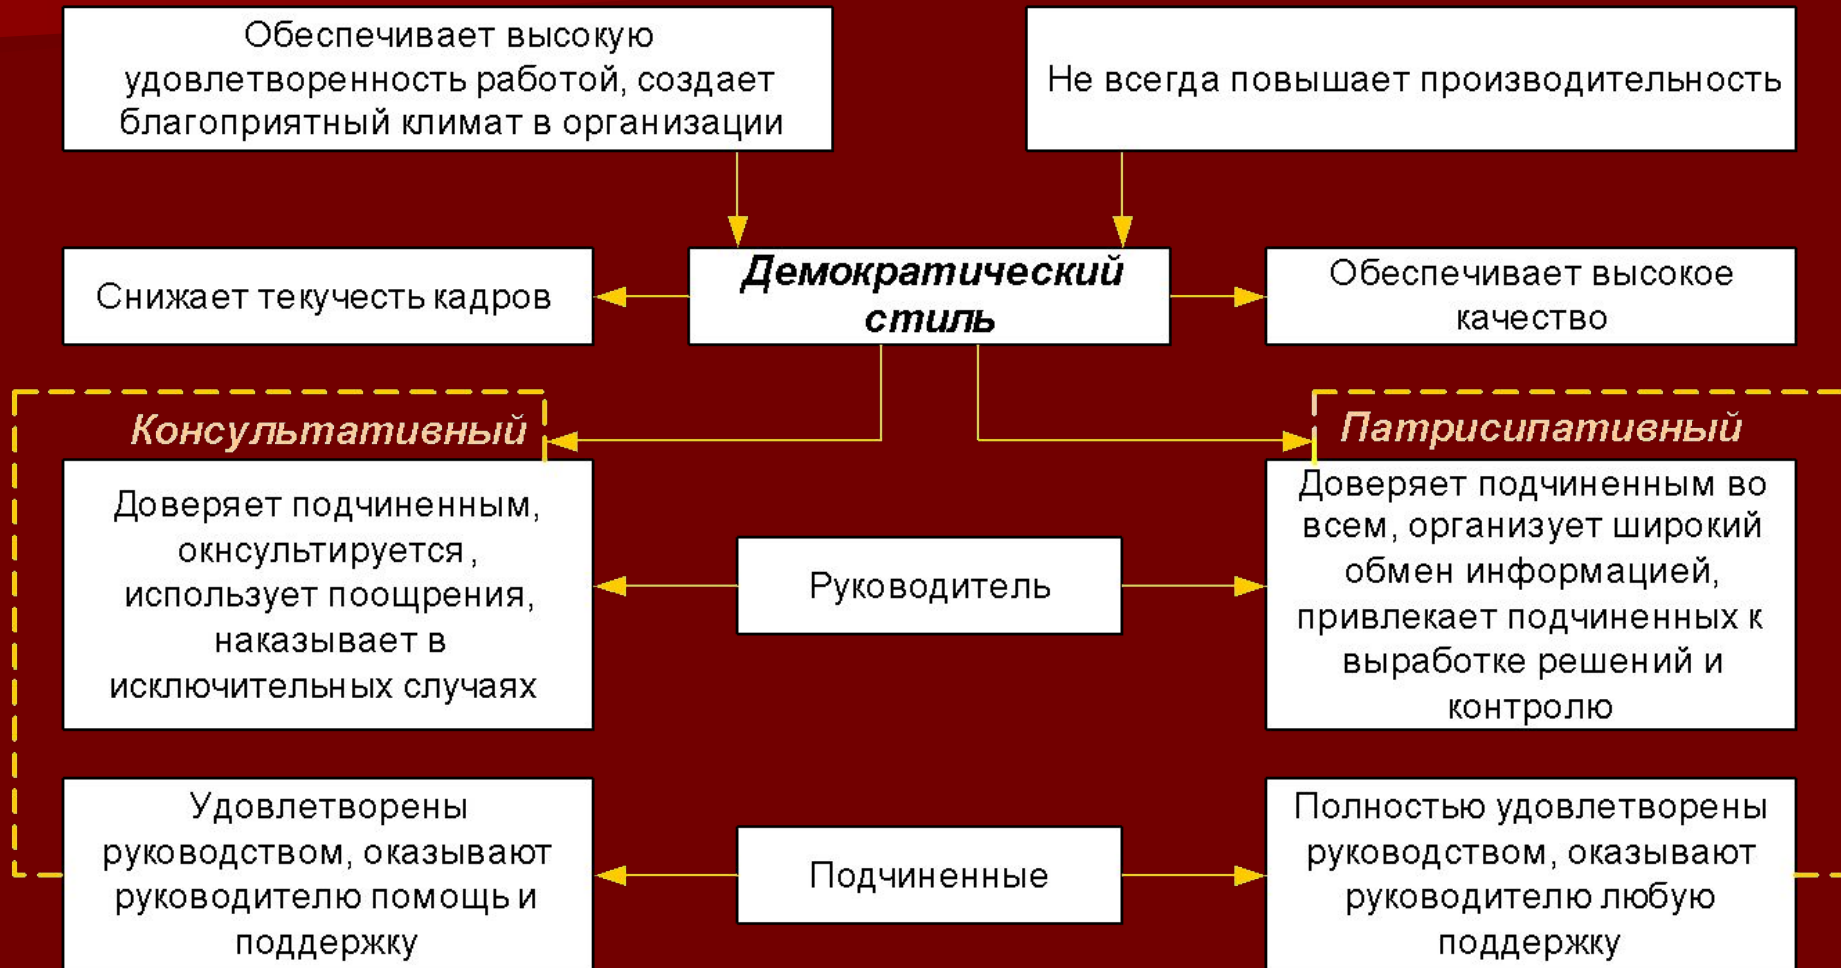 Обеспечивает высокую
удовлетворенность работой, создает
благоприятный климат в организации
Не всегда повышает производительность
Снижает текучесть кадров
Демократический
стиль
Обеспечивает высокое
качество
Консультативный
Патрисипативный
Доверяет подчиненным,
окнсультируется,
использует поощрения,
наказывает в
исключительных случаях
Руководитель
Доверяет подчиненным во
всем, организует широкий
обмен информацией,
привлекает подчиненных к
выработке решений и
контролю
Удовлетворены
руководством, оказывают
руководителю помощь и
поддержку
Подчиненные
Полностью удовлетворены
руководством, оказывают
руководителю любую
поддержку